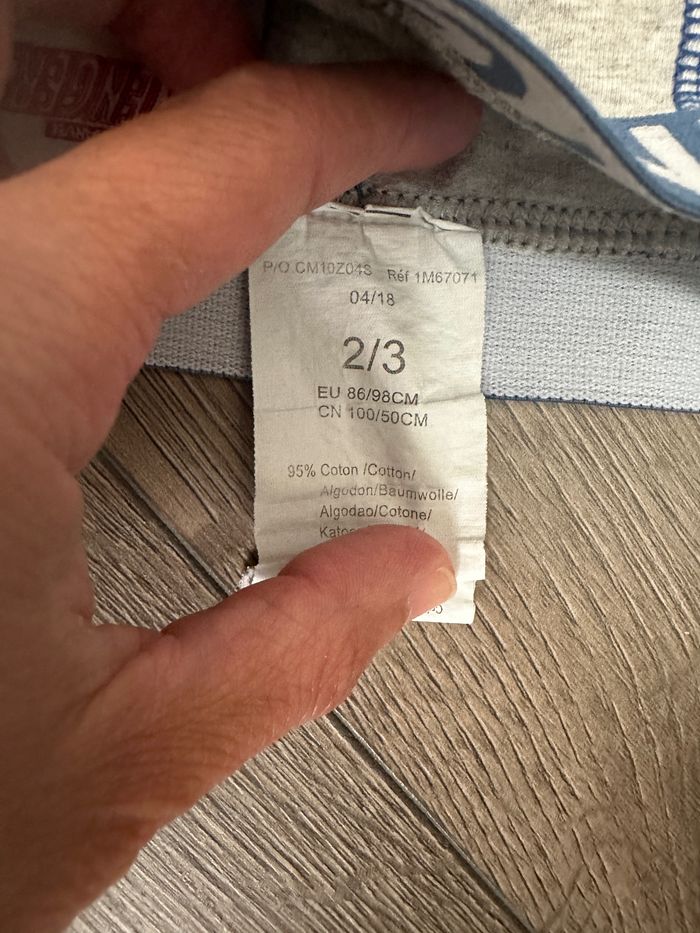 P/O CM10Z04S Réf 1M67071
04/18
2/3
EU 86/98CM
CN 100/50CM
95% Coton /Cotton/
Algodon/Baumwolle/
Algodao/Cotone/